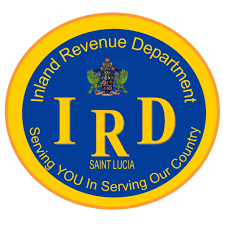 Inland Revenue Department
IRD
SAINT LUCIA
Serving YOU In Serving Our Country